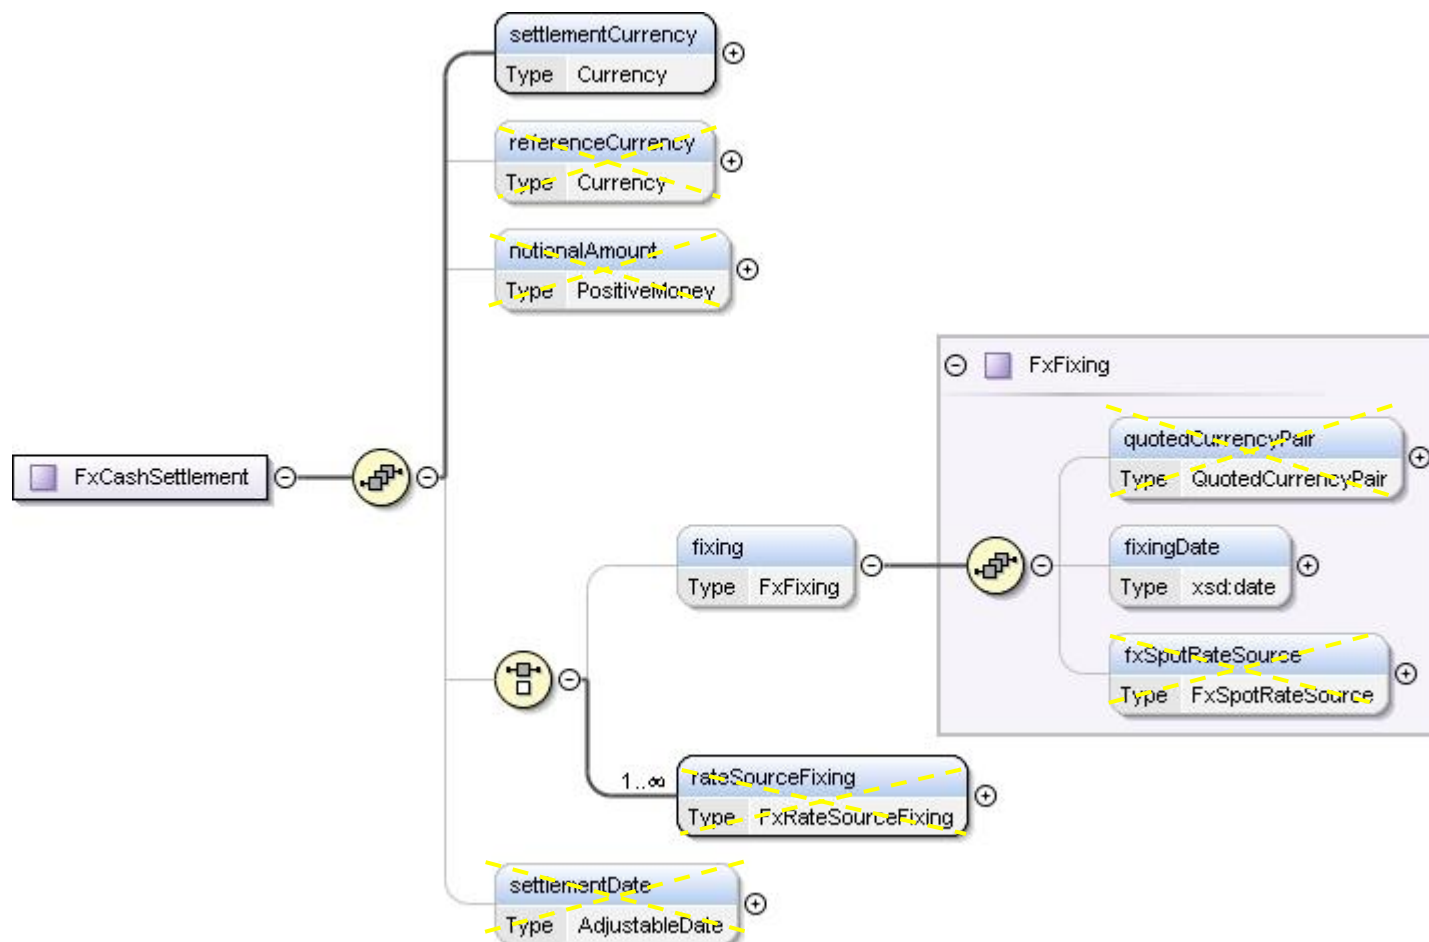 settlementCurrency
Type Currency
referenceCurrency
Type Currency
notionalAmount
Type PositiveMoney
FxFixing
quotedCurrencyPair
Type QuotedCurrencyPair
FxCashSettlement
fixing
Type FxFixing
fixingDate
Type xsd:date
fxSpotRateSource
Type FxSpotRateSource
1..∞
rateSourceFixing
Type FxRateSourceFixing
settlementDate
Type AdjustableDate